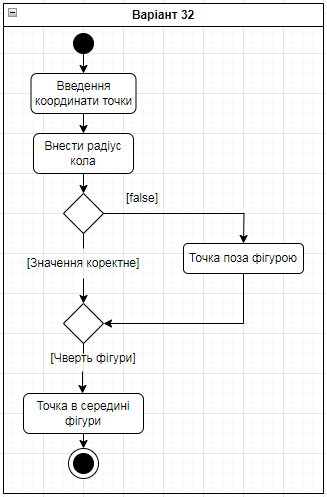 Варіант 32
Введення
координати точки
Внести радіус
кола
[false]
[Значення коректне]
Точка поза фігурою
[Чверть фігури]
Точка в середині
фігури